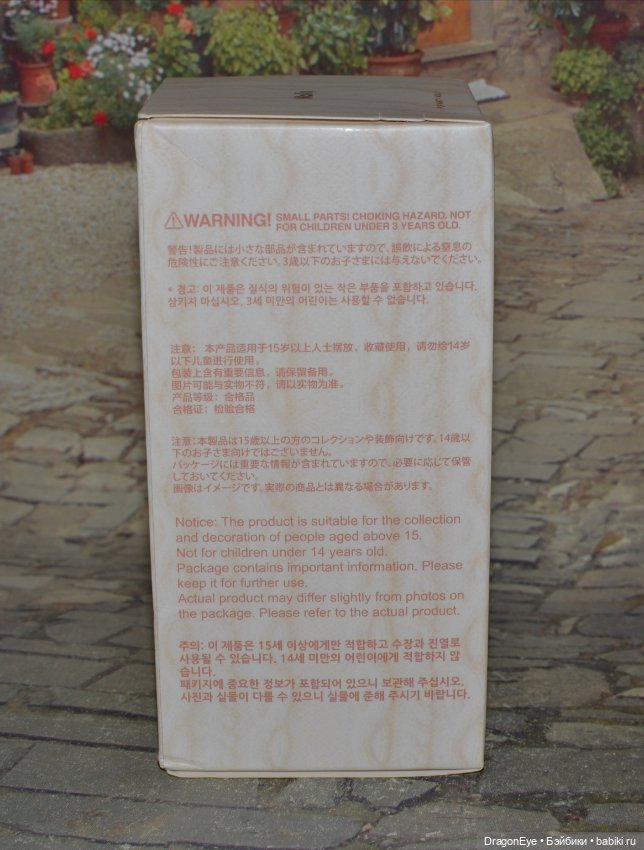 ⚠WARNING! SMALL PARTS! CHOKING HAZARD. NOT
FOR CHILDREN UNDER 3 YEARS OLD.
警告!製品には小さな部品が含まれていますので、誤飲による窒息の
危険性にご注意ください。3歳以下のお子さまには与えないでください。
* 경고: 이 제품은 질식의 위험이 있는 작은 부품을 포함하고 있습니다.
삼키지 마십시오. 3세 미만의 어린이는 사용할 수 없습니다.
注意： 本产品适用于15岁以上人士摆放、收藏使用，请勿给14岁
以下儿童进行使用。
包装上含有重要信息，请保留备用。
图片可能与实物不符，请以实物为准。
产品等级：合格品
合格证：检验合格
注意:本製品は15歳以上の方のコレクションや装飾向けです。14歳以
下のお子さま向けではございません。
パッケージには重要な情報が含まれていますので、必要に応じて保管
しておいてください。
画像はイメージです。実際の商品とは異なる場合があります。
Notice: The product is suitable for the collection
and decoration of people aged above 15.
Not for children under 14 years old.
Package contains important information. Please
keep it for further use.
Actual product may differ slightly from photos on
the package. Please refer to the actual product.
주의: 이 제품은 15세 이상에게만 적합하고 수장과 진열로
사용될 수 있습니다. 14세 미만의 어린이에게 적합하지 않
습니다.
패키지에 중요한 정보가 포함되어 있으니 보관해 주십시오.
사진과 실물이 다를 수 있으니 실물에 준해 주시기 바랍니다.
DragonEye • Бэйбики • babiki.ru